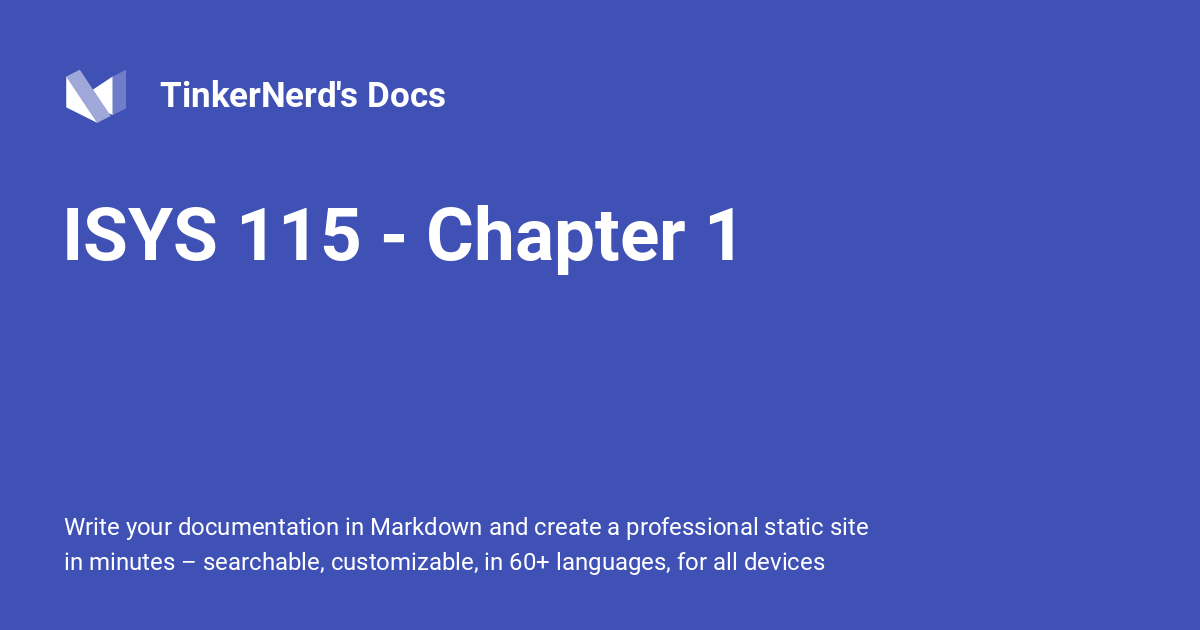 TinkerNerd's Docs
ISYS 115 - Chapter 1
Write your documentation in Markdown and create a professional static site
in minutes – searchable, customizable, in 60+ languages, for all devices